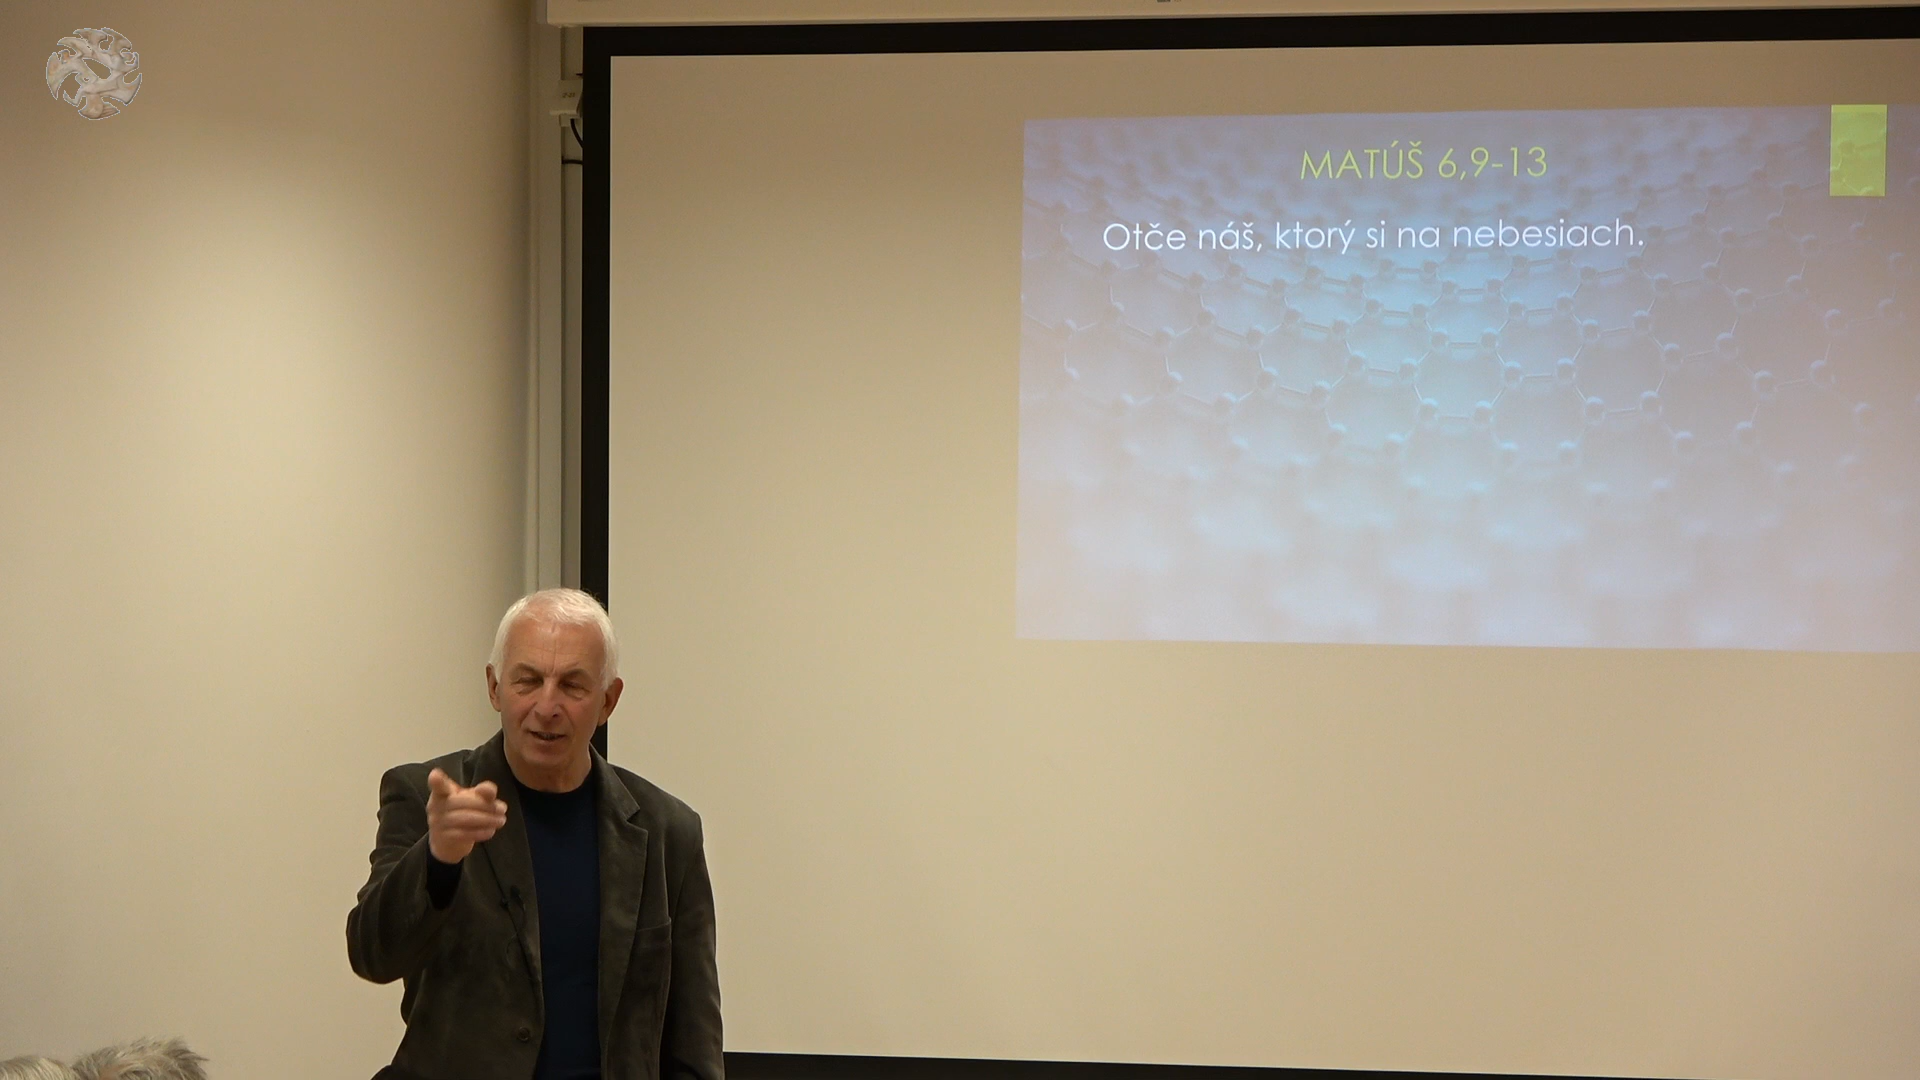 MATÚŠ 6,9-13
Otče náš, ktorý si na nebesiach.